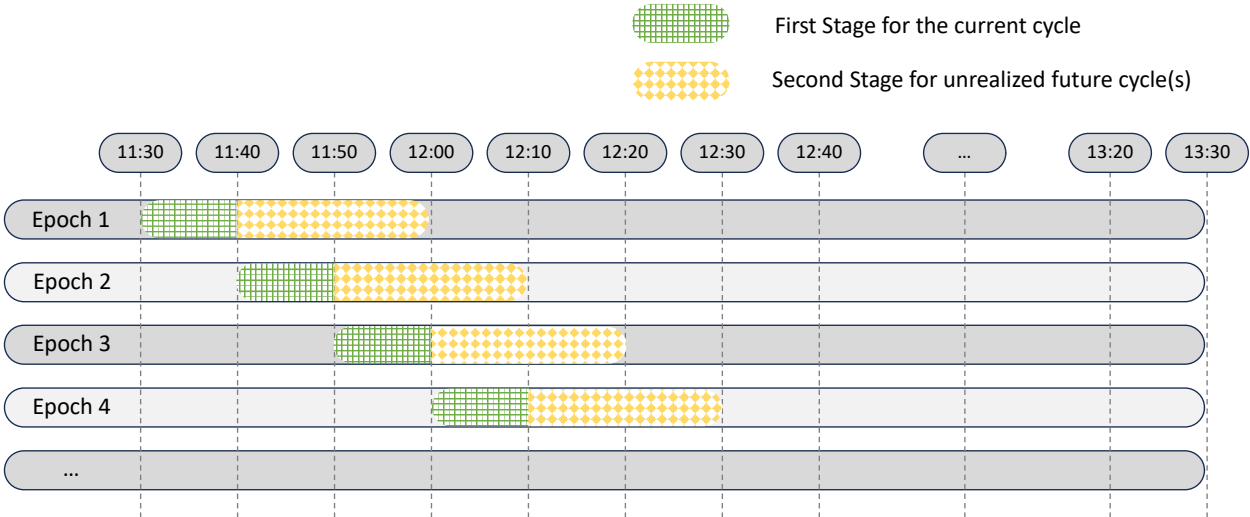 First Stage for the current cycle
Second Stage for unrealized future cycle(s)
11:30 11:40 11:50 12:00 12:10 12:20 12:30 12:40 ... 13:20 13:30
Epoch 1
Epoch 2
Epoch 3
Epoch 4
...